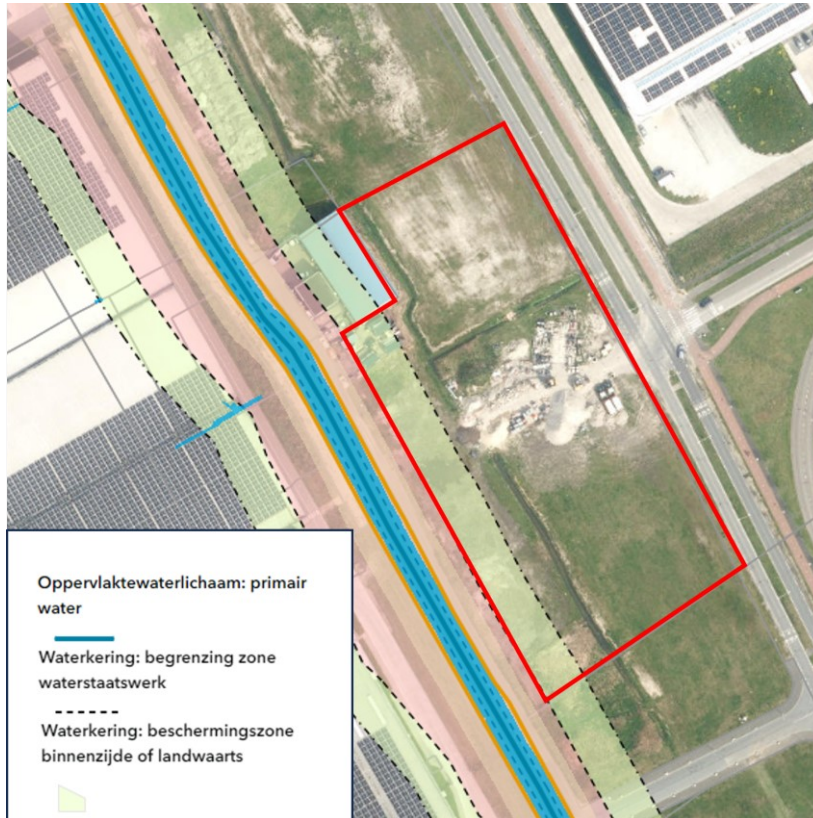 Oppervlaktewaterlichaam: primair
water
Waterkering: begrenzing zone
waterstaatswerk
Waterkering: beschermingszone
binnenzijde of landwaarts